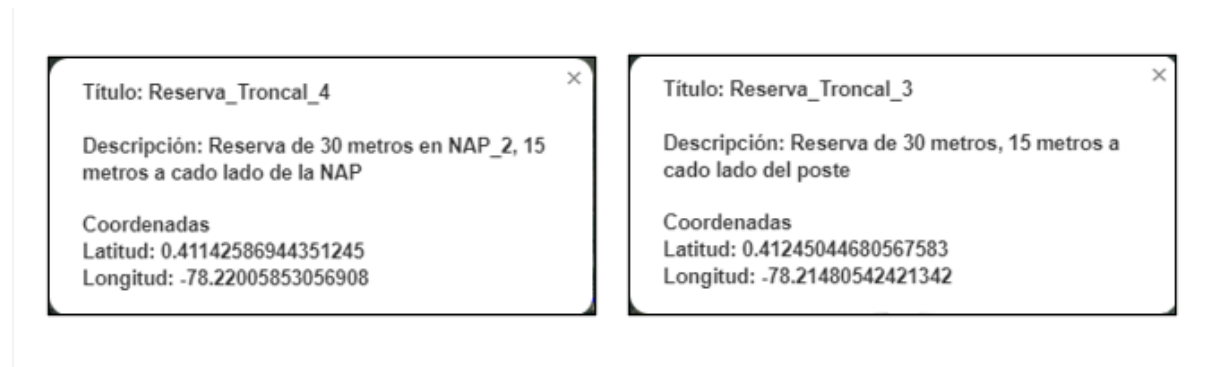 Título: Reserva_Troncal_4
Descripción: Reserva de 30 metros en NAP_2, 15
metros a cado lado de la NAP
Coordenadas
Latitud: 0.41142586944351245
Longitud: -78.22005853056908
Título: Reserva_Troncal_3
Descripción: Reserva de 30 metros, 15 metros a
cado lado del poste
Coordenadas
Latitud: 0.41245044680567583
Longitud: -78.21480542421342